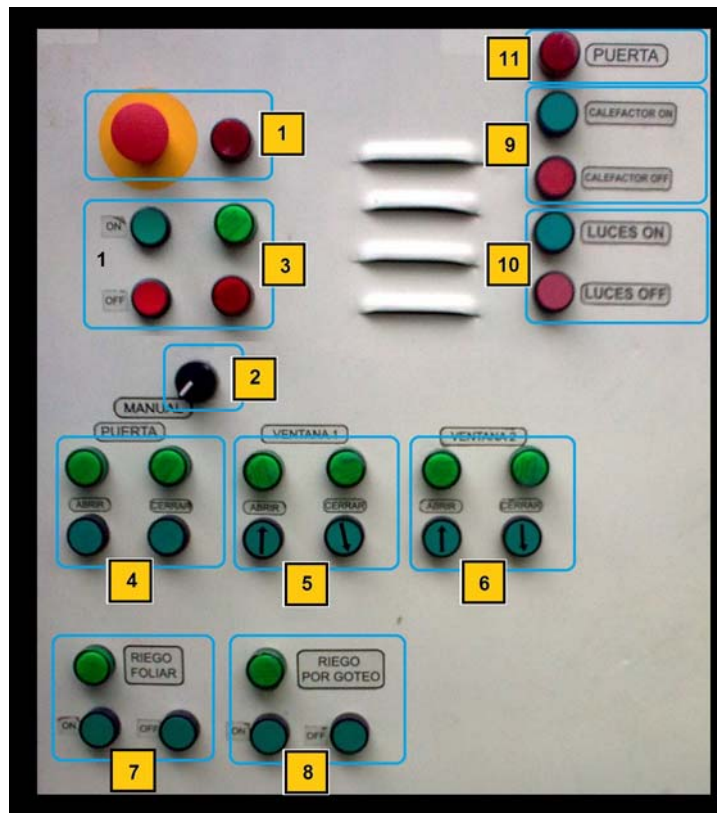 11
PUERTA
1
CALEFACTOR ON
9
CALEFACTOR OFF
ON
1
3
LUCES ON
10
OFF
LUCES OFF
2
MANUAL
PUERTA
VENTANA 1
VENTANA 2
ABRIR
CERRAR
ABRIR
CERRAR
ABRIR
CERRAR
4
5
6
RIEGO
FOLIAR
RIEGO
POR GOTEO
ON
OFF
ON
OFF
7
8